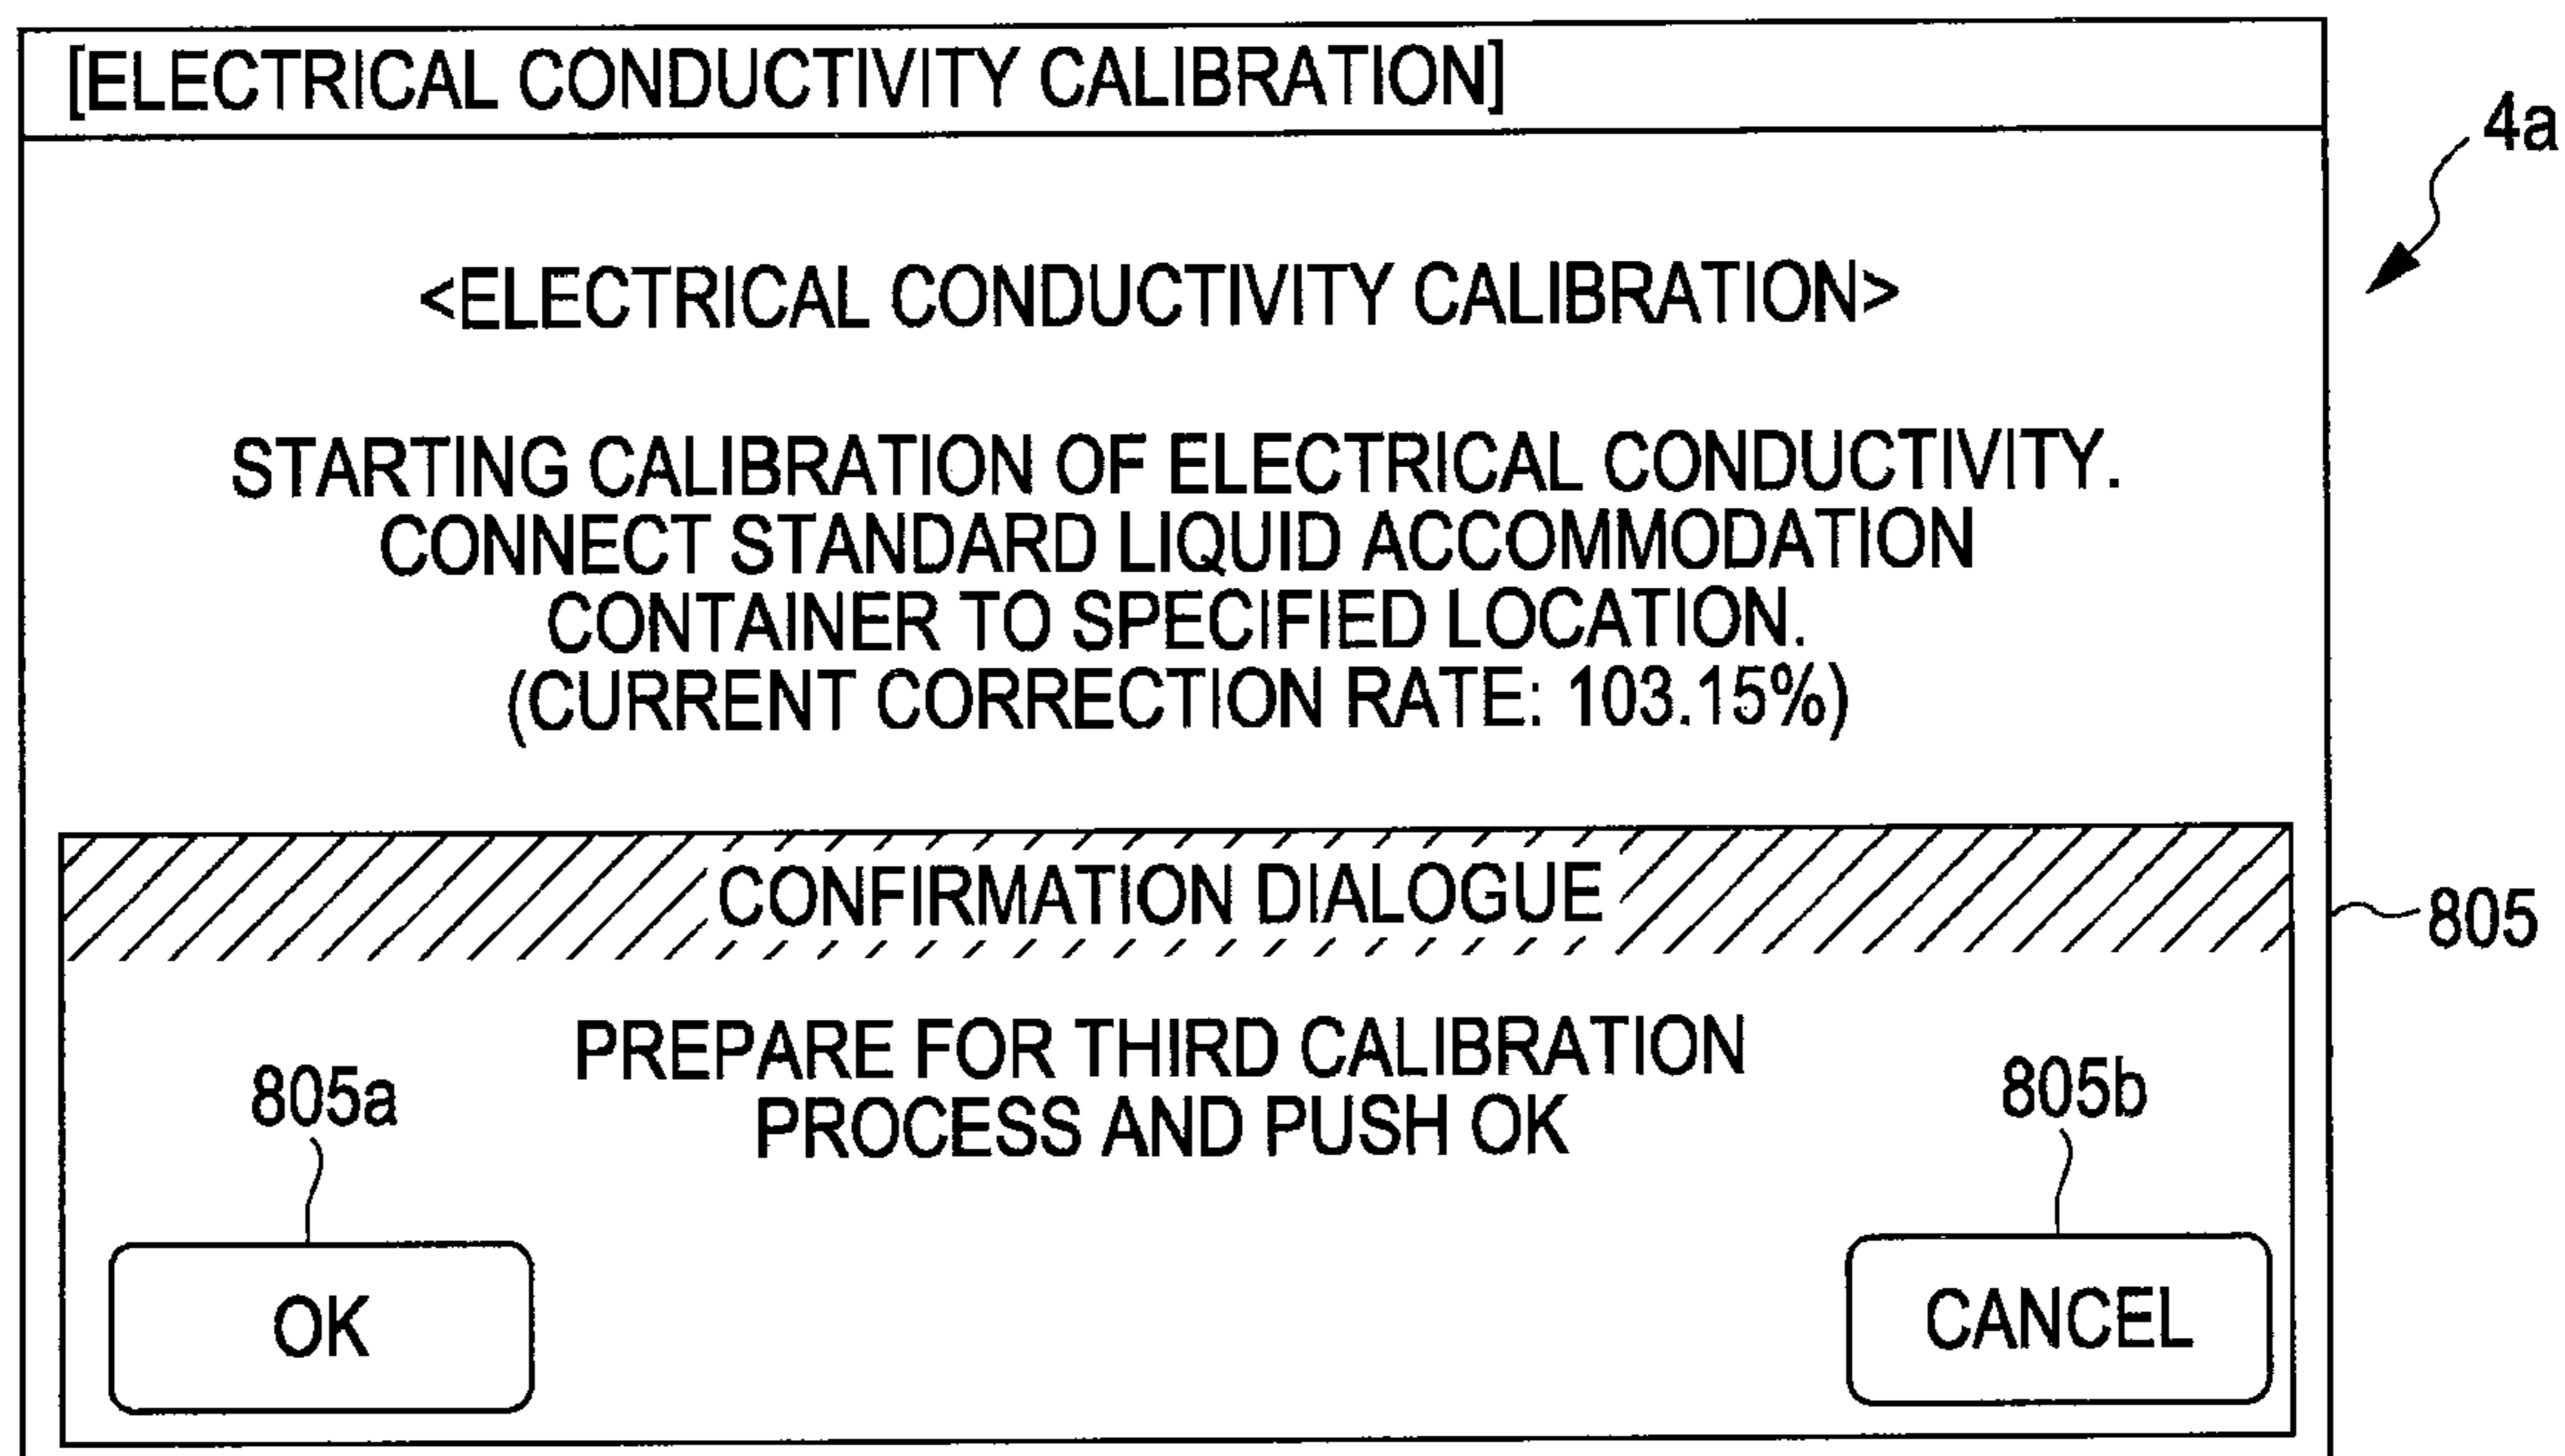 [ELECTRICAL CONDUCTIVITY CALIBRATION]
4a
<ELECTRICAL CONDUCTIVITY CALIBRATION>
STARTING CALIBRATION OF ELECTRICAL CONDUCTIVITY.
CONNECT STANDARD LIQUID ACCOMMODATION
CONTAINER TO SPECIFIED LOCATION.
(CURRENT CORRECTION RATE: 103.15%)
CONFIRMATION DIALOGUE
805
PREPARE FOR THIRD CALIBRATION
PROCESS AND PUSH OK
805a
805b
OK
CANCEL